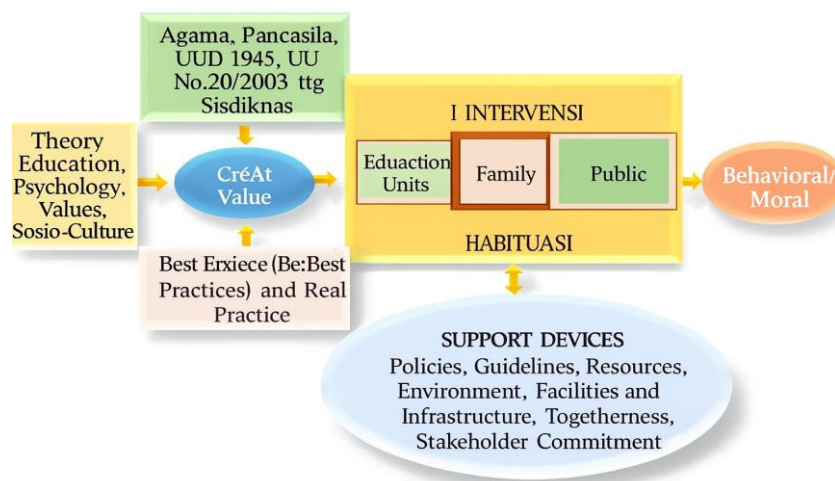 Agama, Pancasila,
UUD 1945, UU
No.20/2003 ttg
Sisdiknas
Theory
Education,
Psychology,
Values,
Sosio-Culture
CréAt
Value
Best Erxiece (Be:Best
Practices) and Real
Practice
I INTERVENSI
Eduaction
Units
Family
Public
HABITUASI
Behavioral/
Moral
SUPPORT DEVICES
Policies, Guidelines, Resources,
Environment, Facilities and
Infrastructure, Togetherness,
Stakeholder Commitment